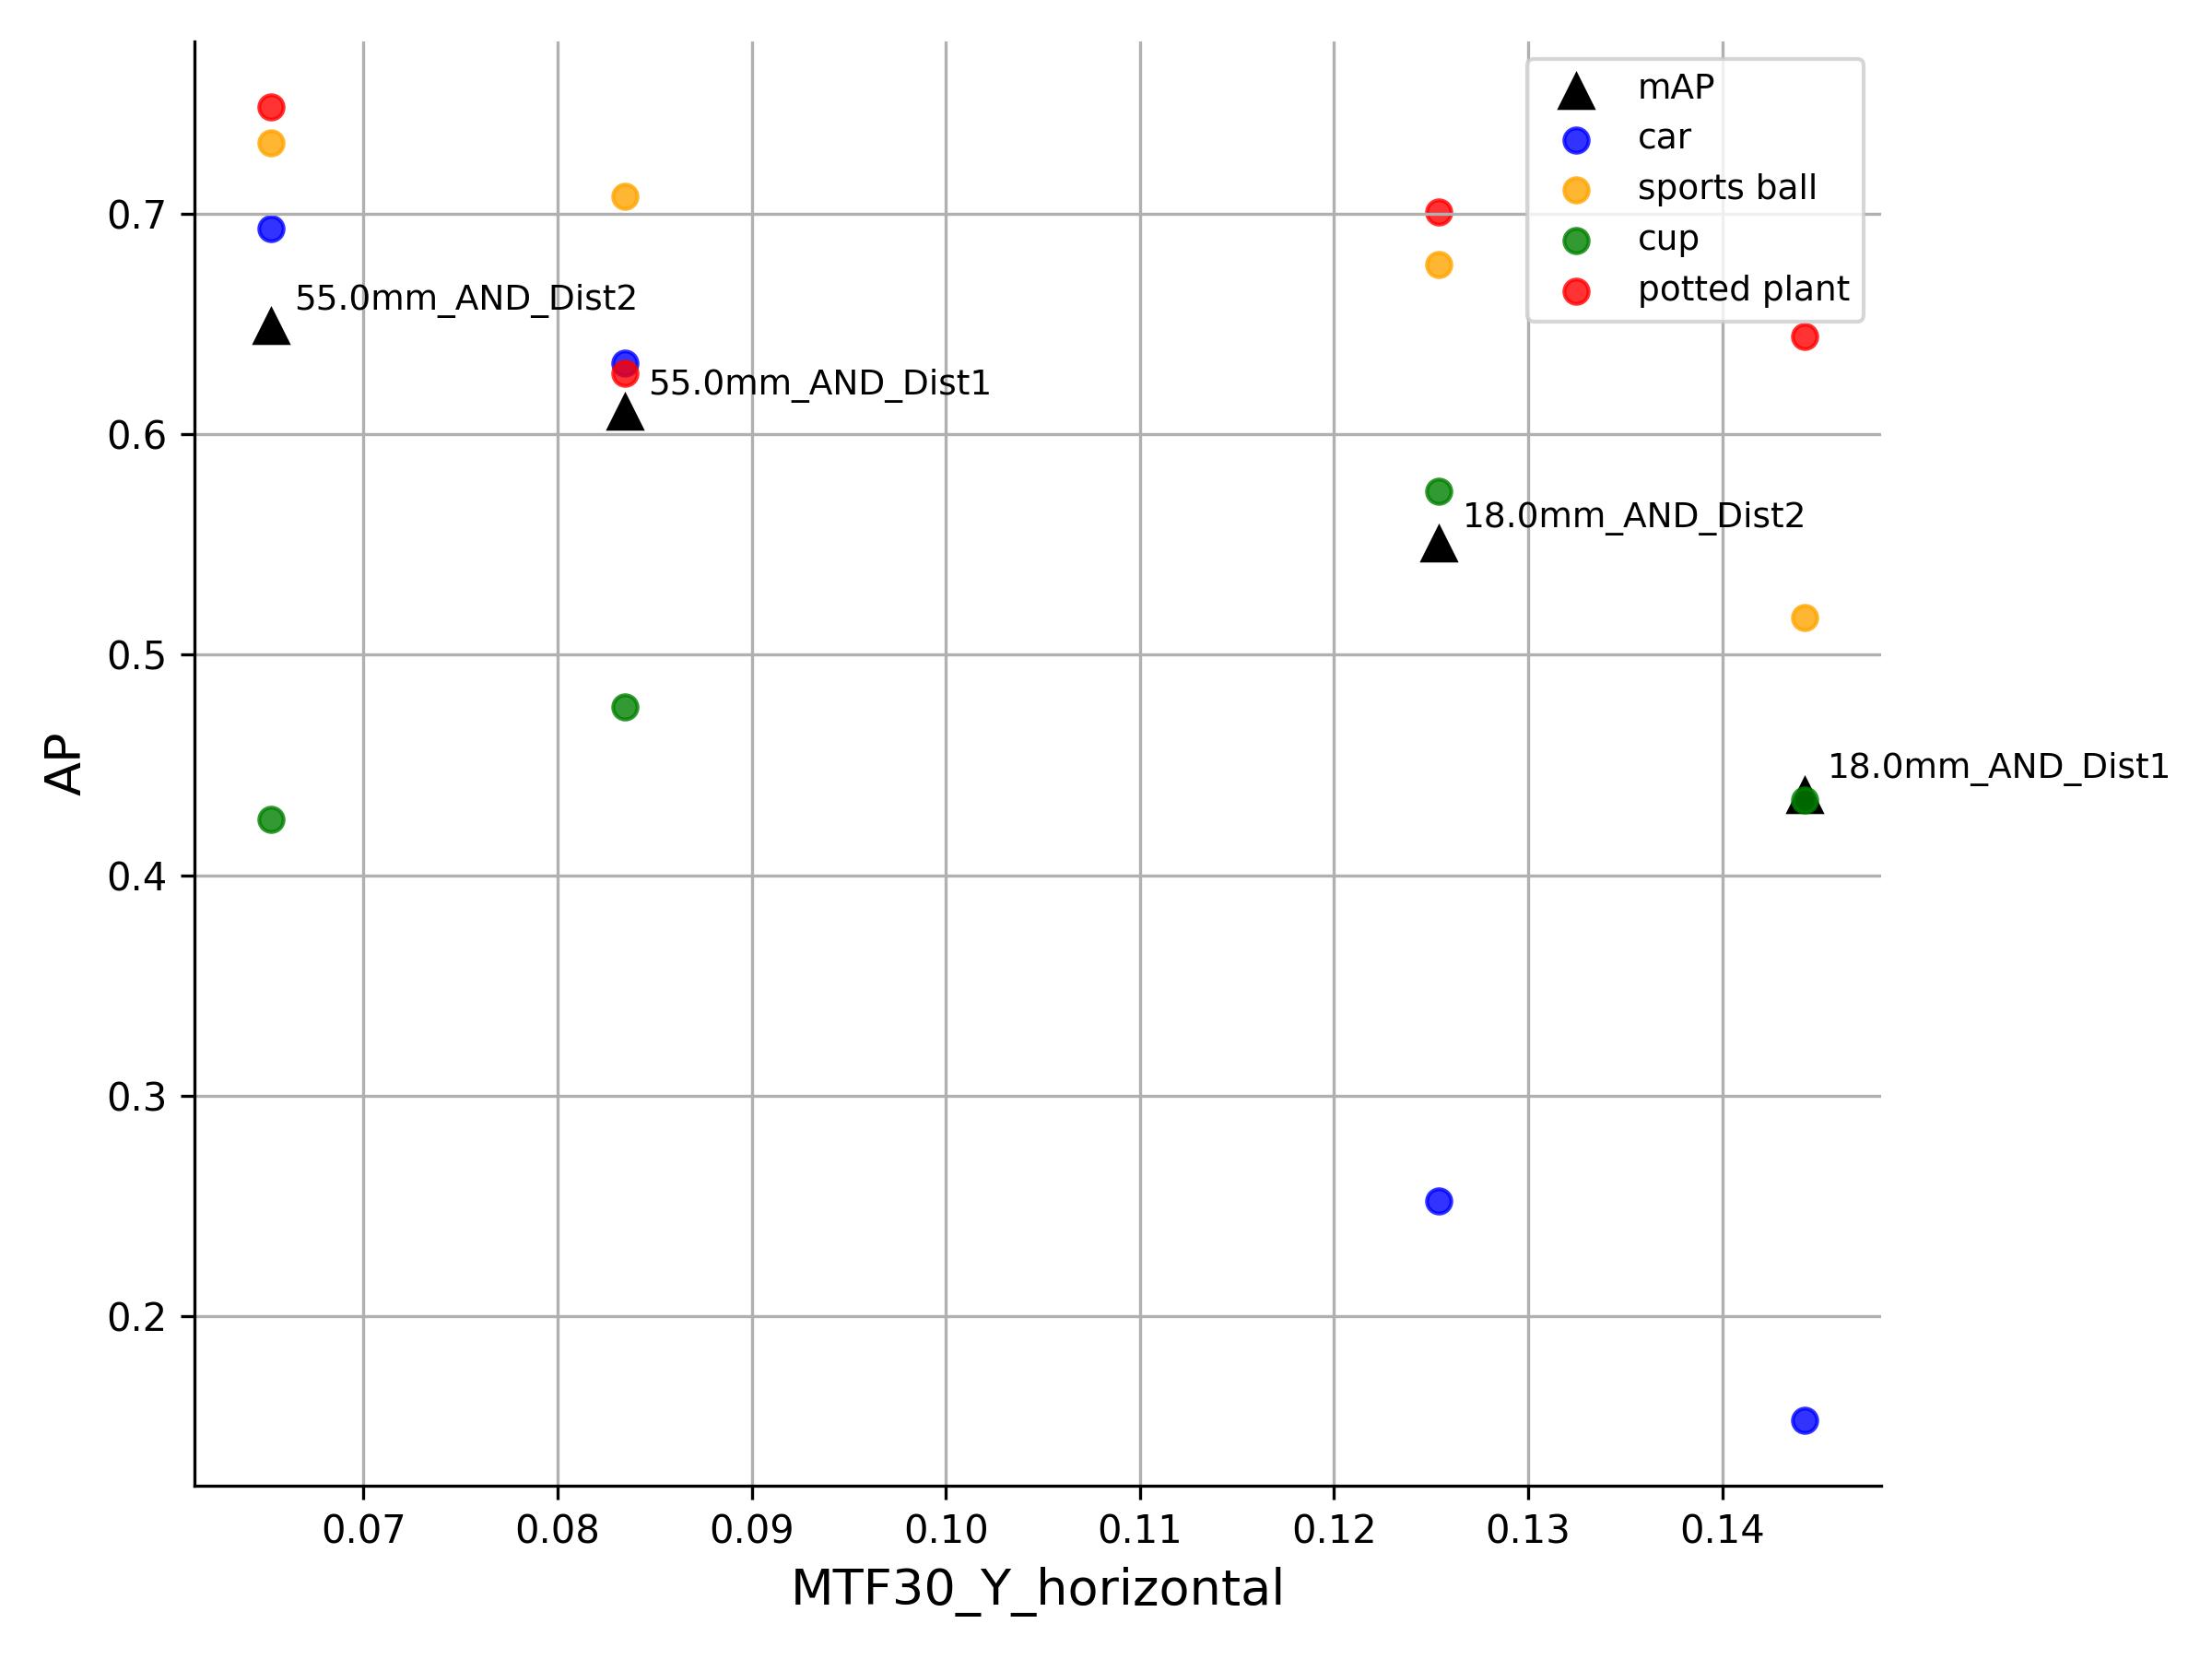 mAP
car
sports ball
cup
potted plant
55.0mm_AND_Dist2
55.0mm_AND_Dist1
18.0mm_AND_Dist2
18.0mm_AND_Dist1
AP
0.7
0.6
0.5
0.4
0.3
0.2
0.07 0.08 0.09 0.10 0.11 0.12 0.13 0.14
MTF30_Y_horizontal